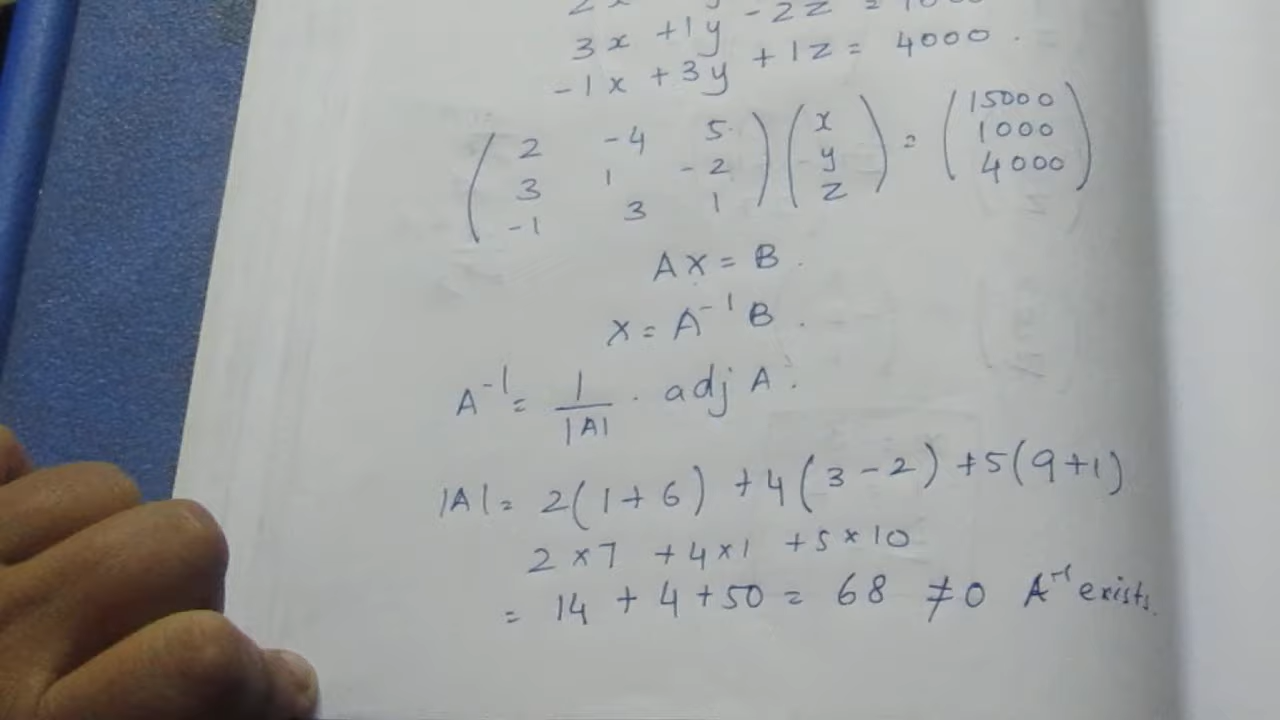 -2z =
3x +1y
-1x +3y +1z = 4000.
( 2 -4 5 ) ( x ) = ( 15000 )
( 3 1 -2 ) ( y ) ( 1000 )
( -1 3 1 ) ( z ) ( 4000 )
AX = B.
X = A⁻¹ B.
A⁻¹ = 1/|A| . adj A.
|A| = 2(1+6) +4(3-2) +5(9+1)
2×7 +4×1 +5×10
= 14 + 4 +50 = 68 ≠0 A⁻¹ exists.